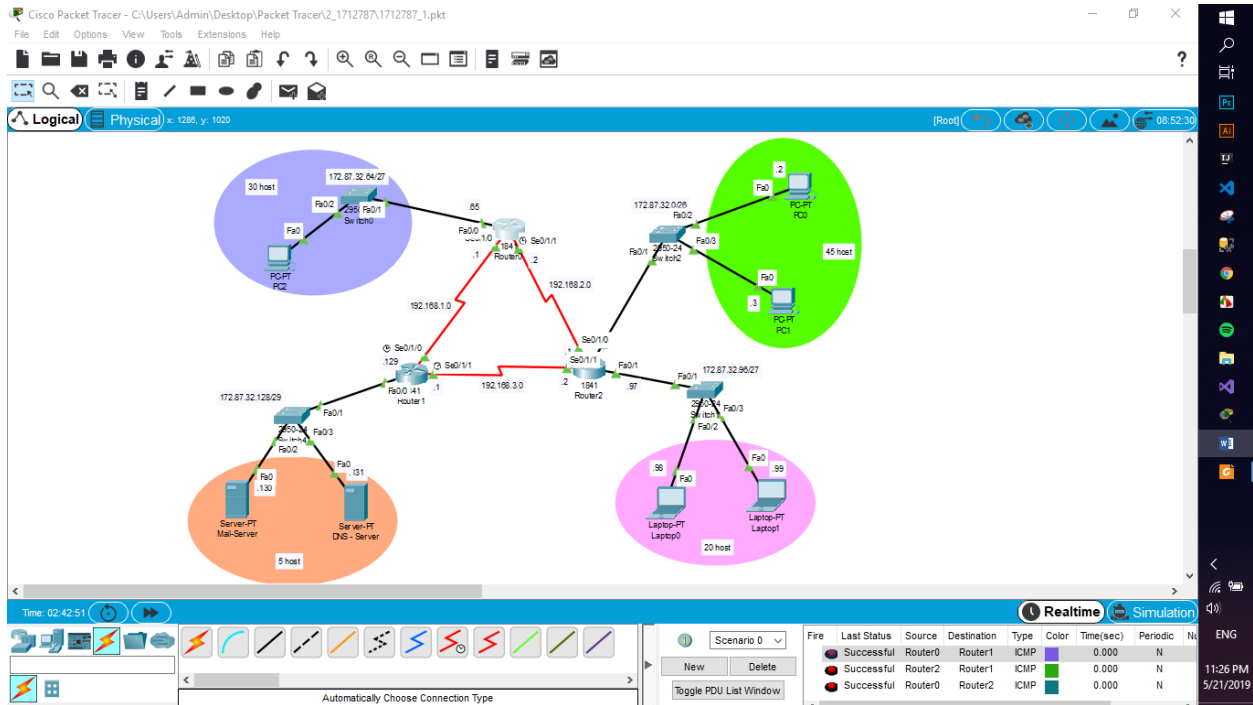 Cisco Packet Tracer - C:\Users\Admin\Desktop\Packet Tracer\2_1712787\1712787_1.pkt
File Edit Options View Tools Extensions Help
?
Logical Physical x: 1286, y: 1020
[Root] 08:52:30
30 host
172.87.32.64/27
Fa0/2
Fa0/1
Switch0
Fa0
PC-PT
PC2
.65
Fa0/0
Se0/1/1
.1
.2
Router0
192.168.1.0
192.168.2.0
172.87.32.0/26
Fa0/2
Fa0/1
2950-24
Switch2
Fa0/3
.2
Fa0
PC-PT
PC0
45 host
Fa0
.3
PC-PT
PC1
Se0/1/0
.129
Se0/1/1
Fa0/0
.1
Router1
192.168.3.0
Se0/1/0
Se0/1/1
.2
1841
Router2
Fa0/1
.97
172.87.32.96/27
Fa0/1
2950-24
Fa0/3
Fa0/2
172.87.32.128/29
Fa0/1
2950-24
Fa0/3
Fa0/2
Fa0
.130
Fa0
.131
Server-PT
Mail-Server
Server-PT
DNS - Server
5 host
.98
Fa0
Fa0
.99
Laptop-PT
Laptop0
Laptop-PT
Laptop1
20 host
Time: 02:42:51
Realtime Simulation
Scenario 0
New Delete
Toggle PDU List Window
Automatically Choose Connection Type
Fire Last Status Source Destination Type Color Time(sec) Periodic
Successful Router0 Router1 ICMP 0.000 N
Successful Router2 Router1 ICMP 0.000 N
Successful Router0 Router2 ICMP 0.000 N
Ps
Ai
IJ
ENG
11:26 PM
5/21/2019